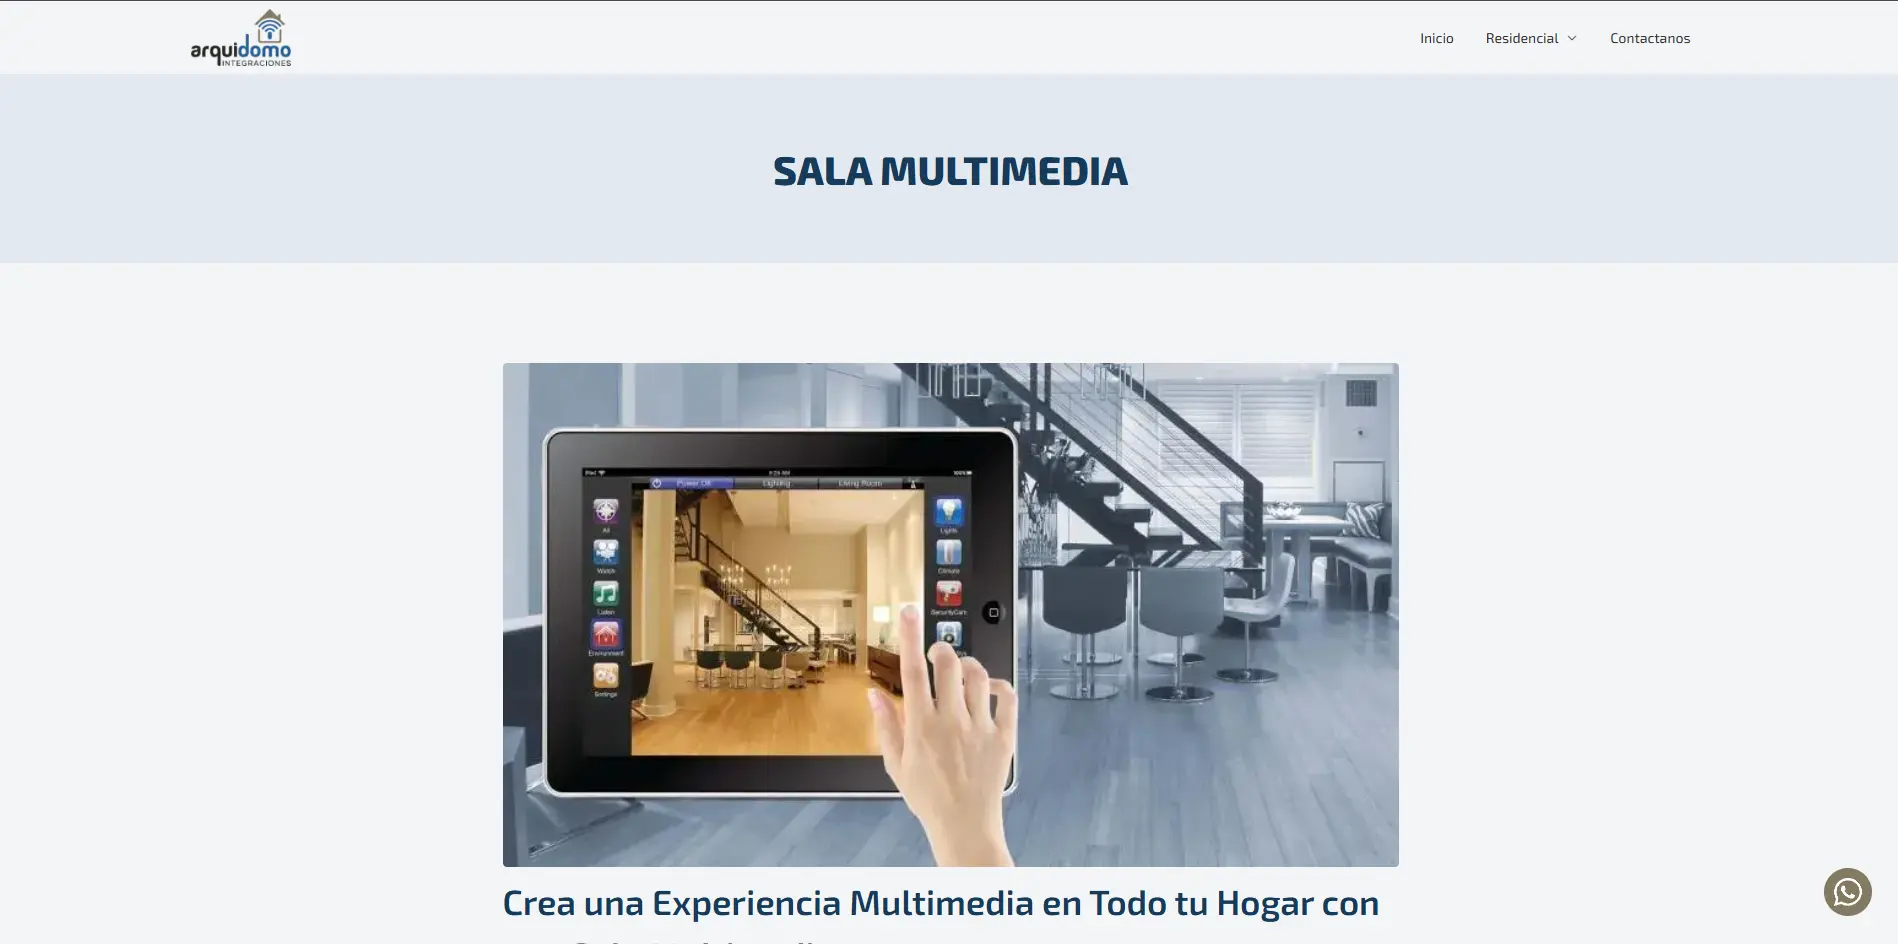 arquidomo
INTEGRACIONES
Inicio
Residencial
Contactanos
SALA MULTIMEDIA
Power Off
Lighting
Living Room
All
Lights
Watch
Climate
Listen
SecurityCam
Environment
Settings
Crea una Experiencia Multimedia en Todo tu Hogar con